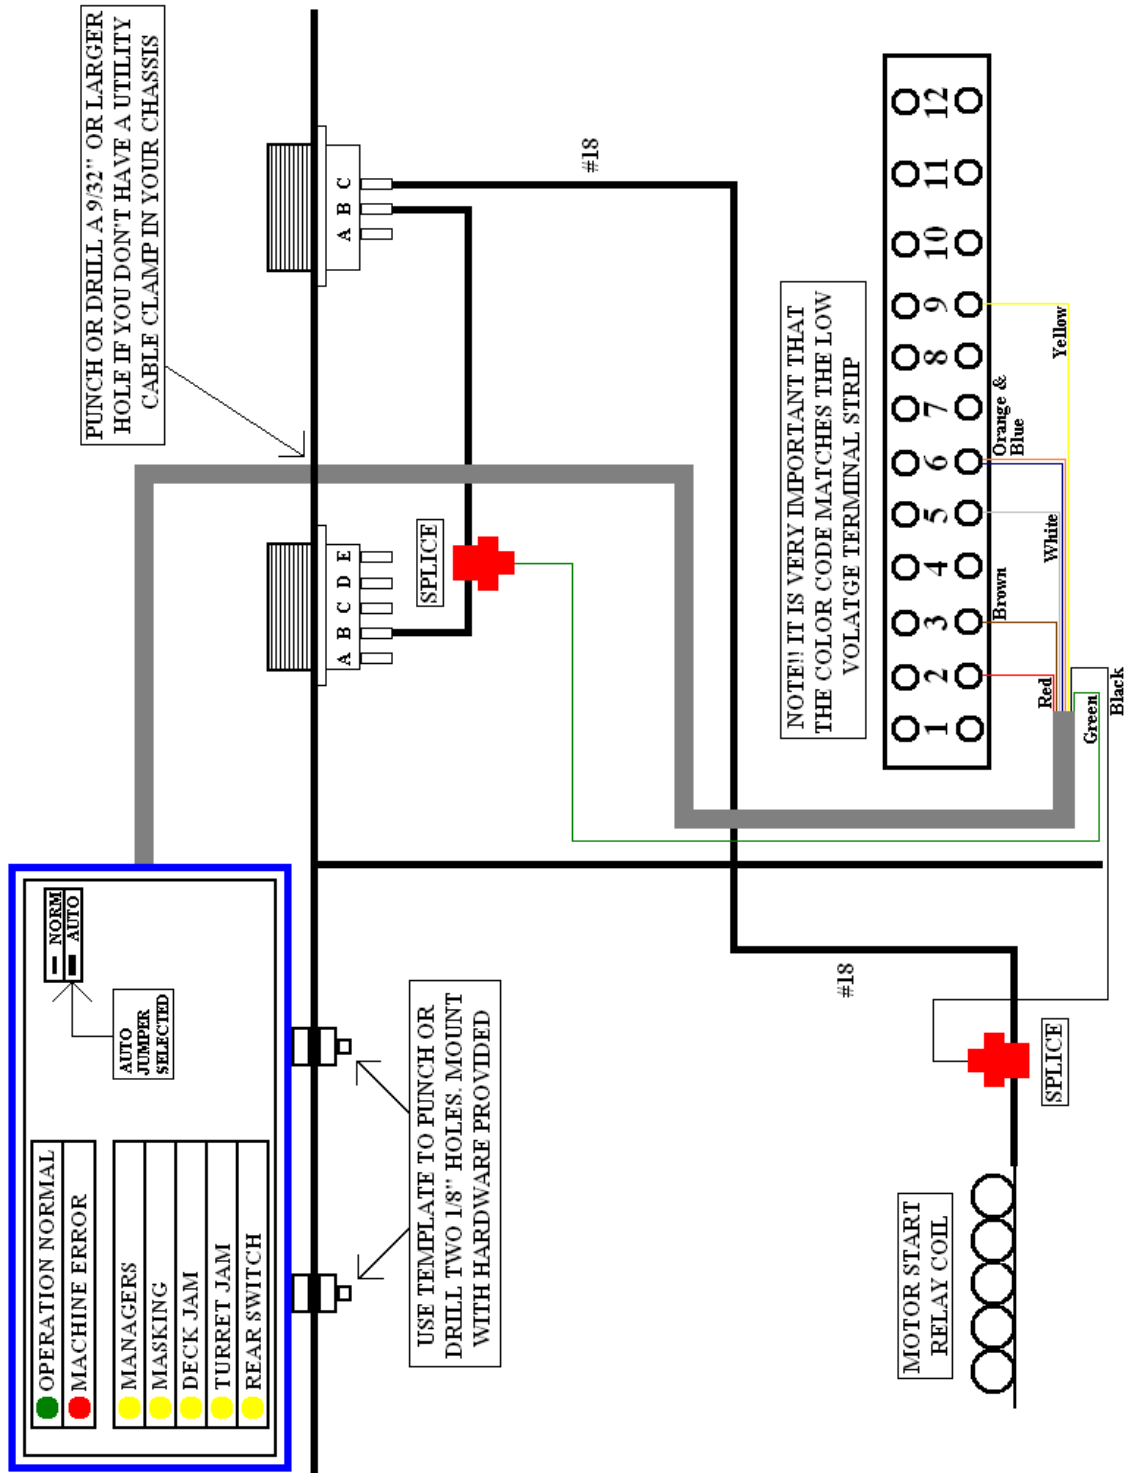 OPERATION NORMAL
MACHINE ERROR
MANAGERS
MASKING
DECK JAM
TURRET JAM
REAR SWITCH
NORM
AUTO
AUTO
JUMPER
SELECTED
PUNCH OR DRILL A 9/32" OR LARGER
HOLE IF YOU DON'T HAVE A UTILITY
CABLE CLAMP IN YOUR CHASSIS
A B C D E
A B C
USE TEMPLATE TO PUNCH OR
DRILL TWO 1/8" HOLES. MOUNT
WITH HARDWARE PROVIDED
SPLICE
#18
#18
NOTE!! IT IS VERY IMPORTANT THAT
THE COLOR CODE MATCHES THE LOW
VOLATGE TERMINAL STRIP
1 2 3 4 5 6 7 8 9 10 11 12
MOTOR START
RELAY COIL
SPLICE
Red
Brown
White
Orange &
Blue
Yellow
Green
Black